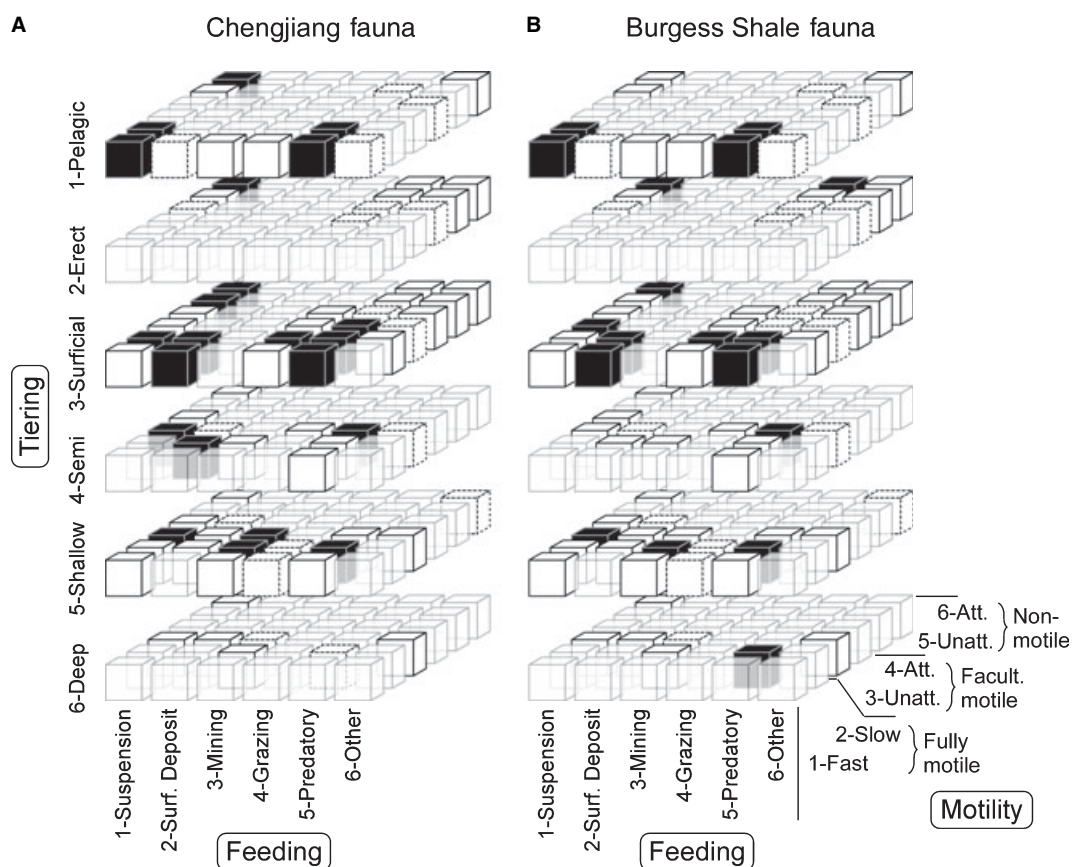 A
Chengjiang fauna
B
Burgess Shale fauna
Tiering
1-Pelagic
2-Erect
3-Surficial
4-Semi
5-Shallow
6-Deep
1-Suspension
2-Surf. Deposit
3-Mining
4-Grazing
5-Predatory
6-Other
Feeding
1-Suspension
2-Surf. Deposit
3-Mining
4-Grazing
5-Predatory
6-Other
Feeding
6-Att.
5-Unatt.
Non-
motile
4-Att.
3-Unatt.
Facult.
motile
2-Slow
1-Fast
Fully
motile
Motility